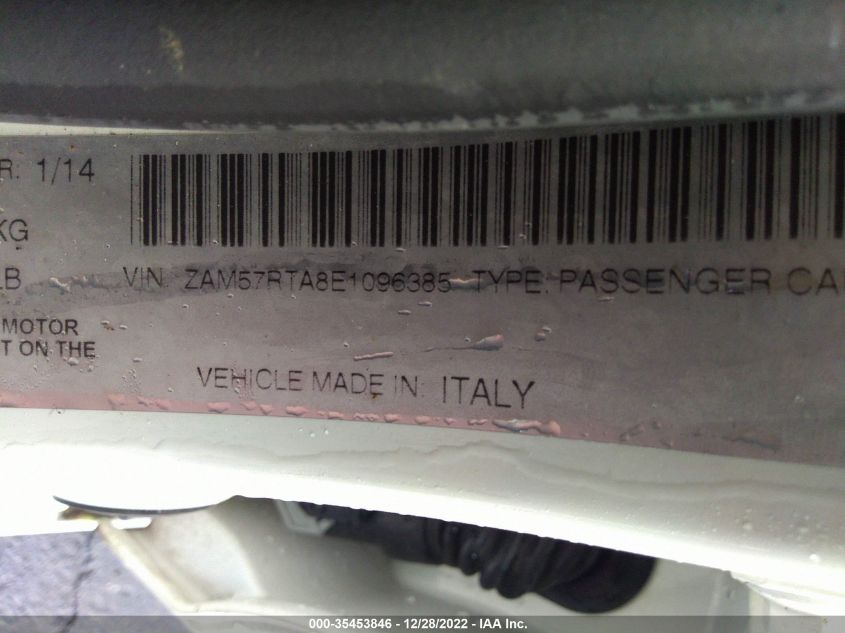 R: 1/14
KG
LB
VIN: ZAM57RTA8E1096385 TYPE: PASSENGER CA
MOTOR
T ON THE
VEHICLE MADE IN: ITALY
000-35453846 | 12/28/2022 - IAA Inc.